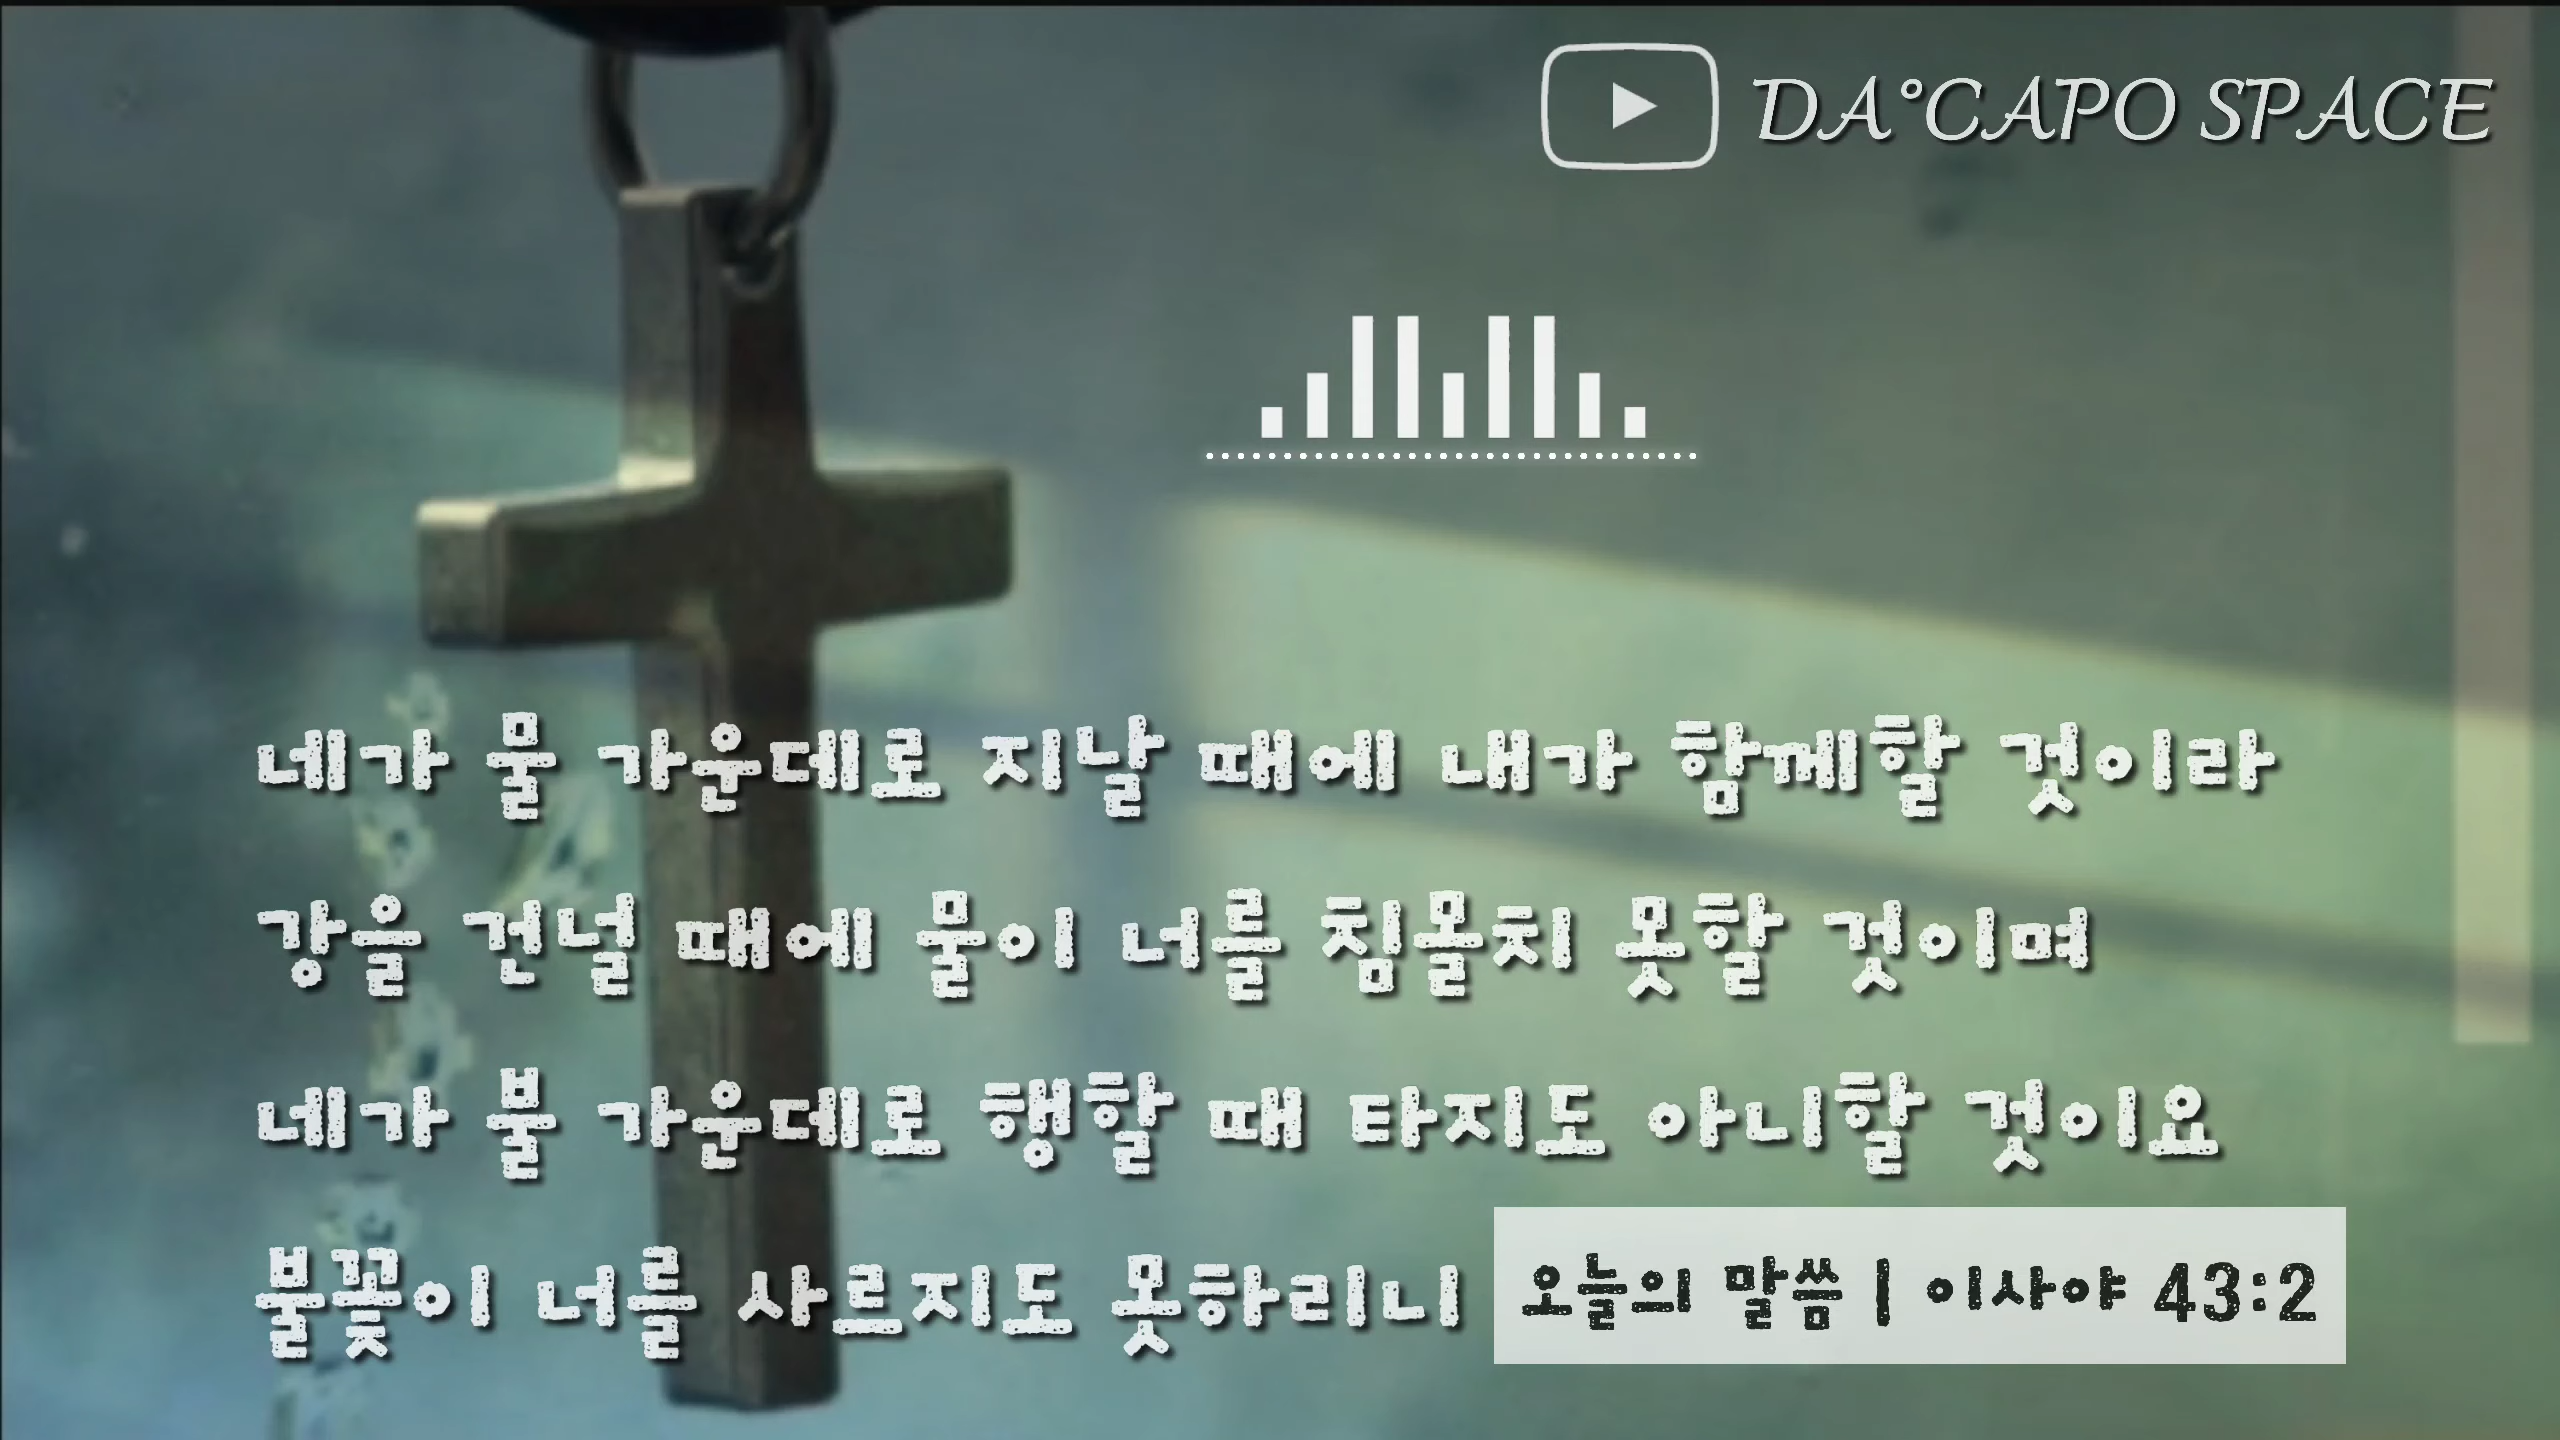 DA°CAPO SPACE
네가 물 가운데로 지날 때에 내가 함께할 것이라
강을 건널 때에 물이 너를 침몰치 못할 것이며
네가 불 가운데로 행할 때 타지도 아니할 것이요
불꽃이 너를 사르지도 못하리니
오늘의 말씀 | 이사야 43:2